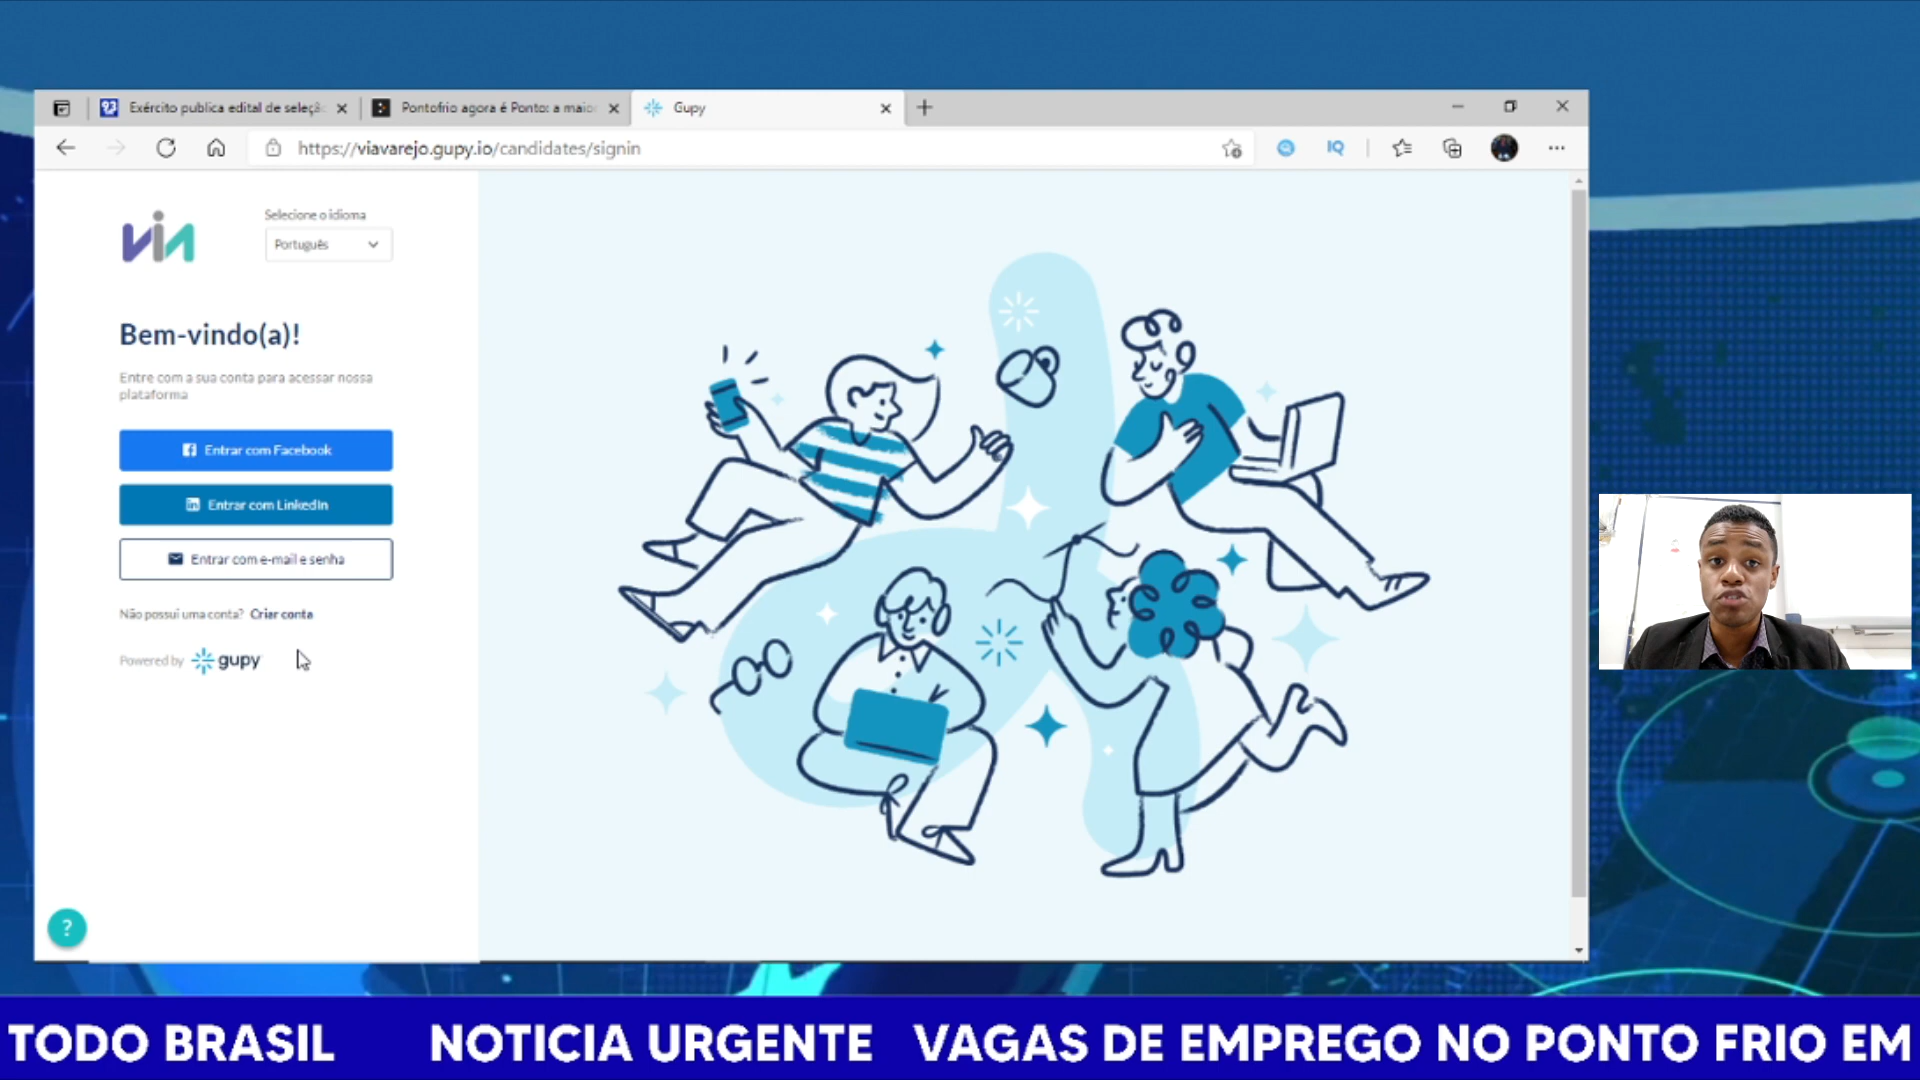 Exército publica edital de seleçã
Pontofrio agora é Ponto: a maio
Gupy
https://viavarejo.gupy.io/candidates/signin
IQ
via
Selecione o idioma
Português
Bem-vindo(a)!
Entre com a sua conta para acessar nossa
plataforma
Entrar com Facebook
Entrar com LinkedIn
Entrar com e-mail e senha
Não possui uma conta? Criar conta
Powered by gupy
?
TODO BRASIL NOTICIA URGENTE VAGAS DE EMPREGO NO PONTO FRIO EM